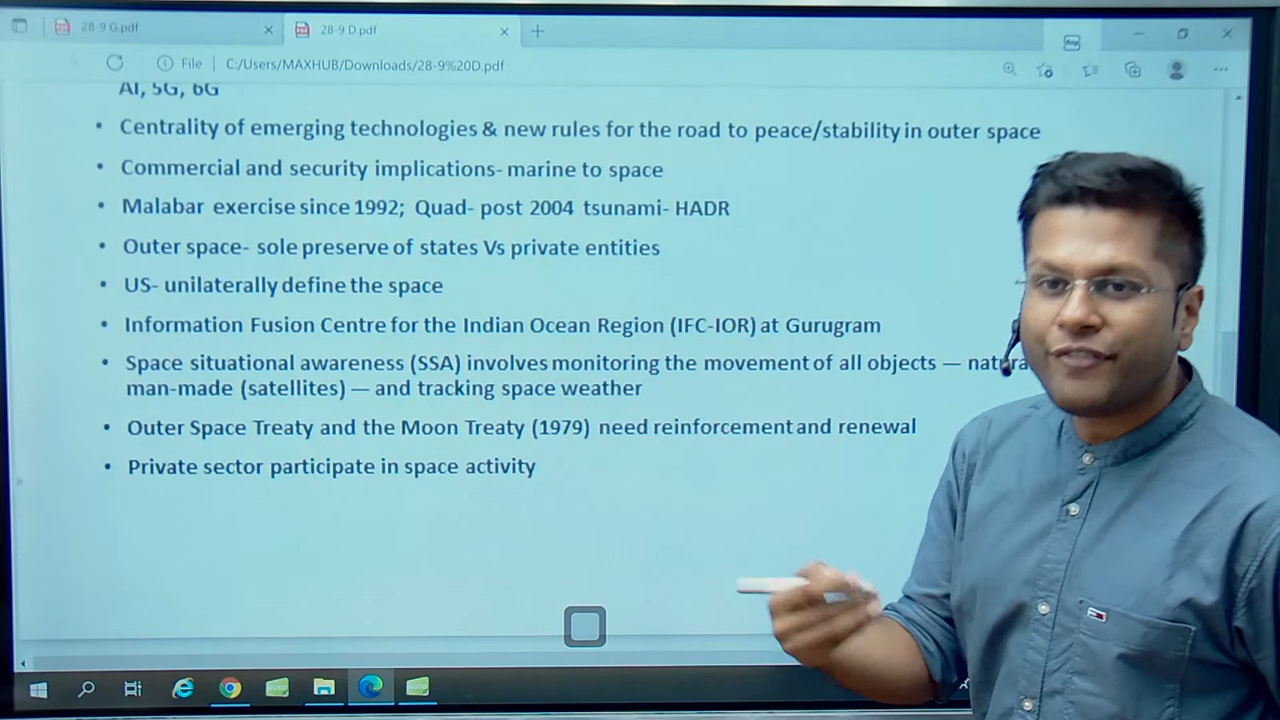 28-9 G.pdf
28-9 D.pdf
File
C:/Users/MAXHUB/Downloads/28-9%20D.pdf
AI, 5G, 6G
• Centrality of emerging technologies & new rules for the road to peace/stability in outer space
• Commercial and security implications- marine to space
• Malabar exercise since 1992; Quad- post 2004 tsunami- HADR
• Outer space- sole preserve of states Vs private entities
• US- unilaterally define the space
• Information Fusion Centre for the Indian Ocean Region (IFC-IOR) at Gurugram
• Space situational awareness (SSA) involves monitoring the movement of all objects —
man-made (satellites) — and tracking space weather
• Outer Space Treaty and the Moon Treaty (1979) need reinforcement and renewal
• Private sector participate in space activity